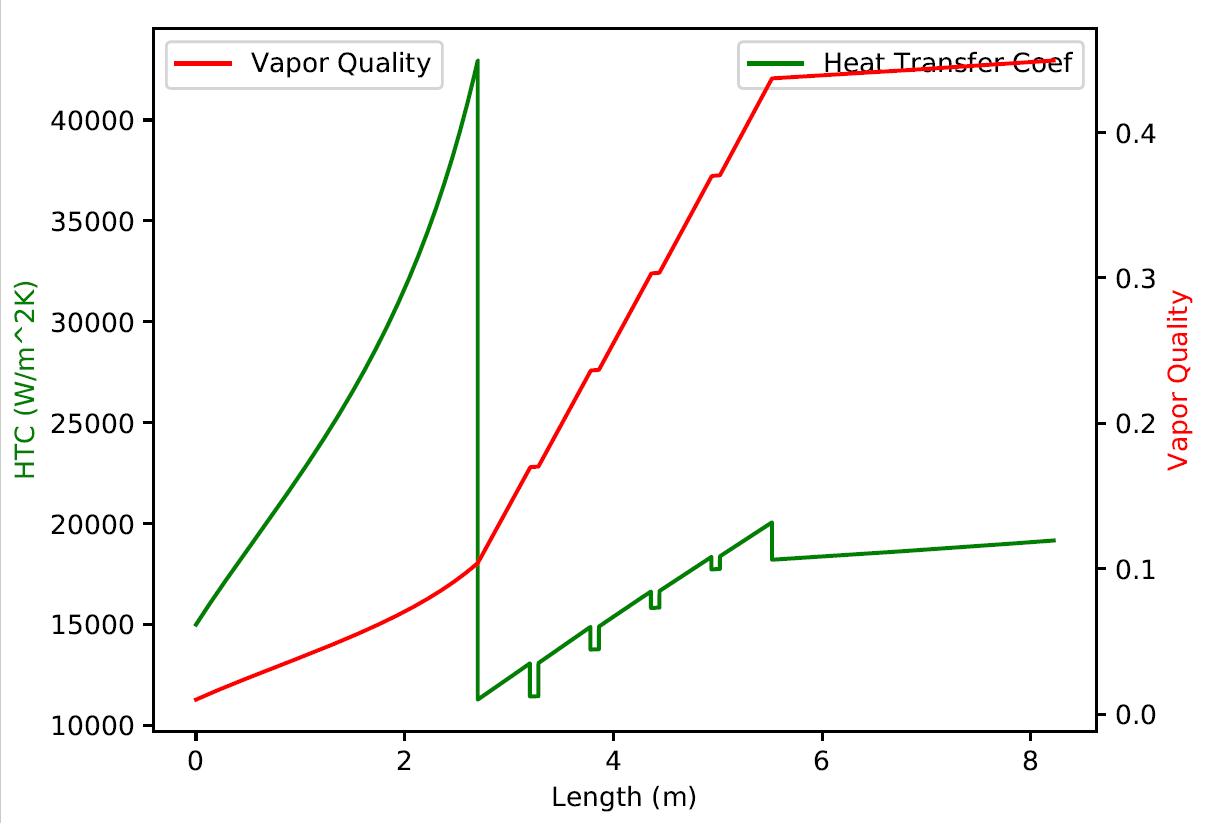 Vapor Quality
Heat Transfer Coef
40000
35000
30000
25000
20000
15000
10000
HTC (W/m^2K)
0.4
0.3
0.2
0.1
0.0
Vapor Quality
0 2 4 6 8
Length (m)